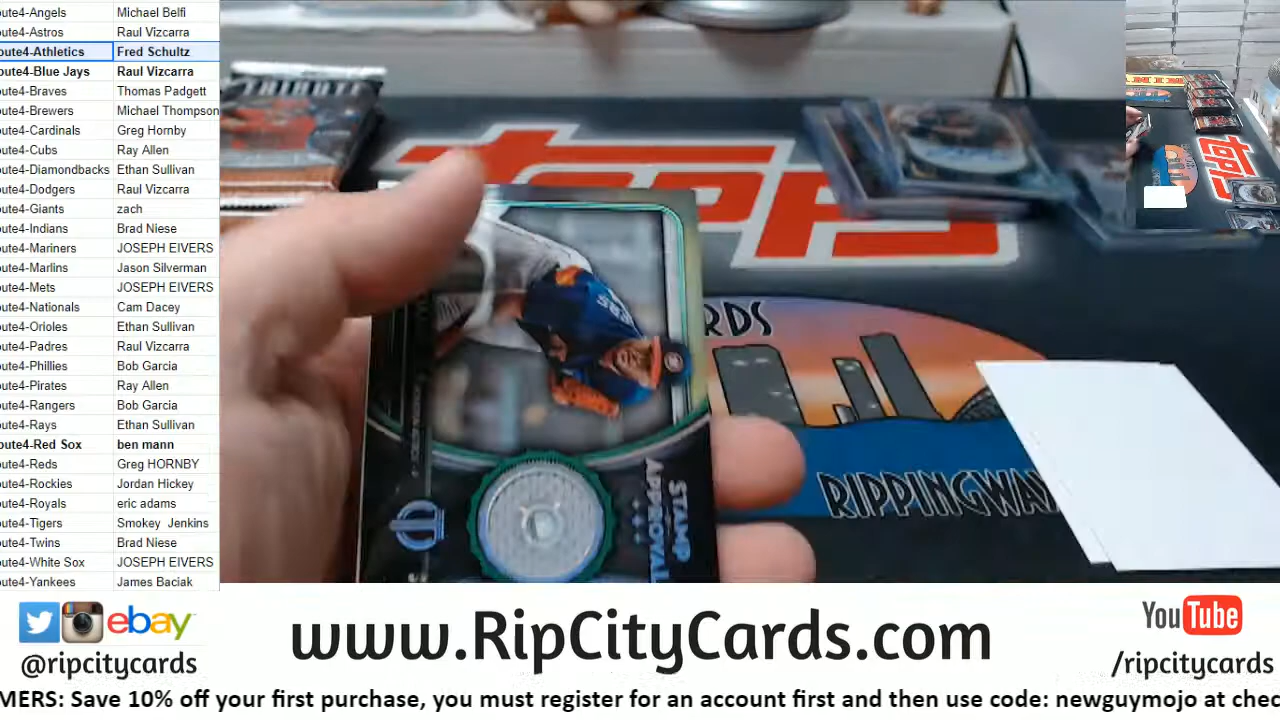 oute4-Angels Michael Belfi
oute4-Astros Raul Vizcarra
oute4-Athletics Fred Schultz
oute4-Blue Jays Raul Vizcarra
oute4-Braves Thomas Padgett
oute4-Brewers Michael Thompson
oute4-Cardinals Greg Hornby
oute4-Cubs Ray Allen
oute4-Diamondbacks Ethan Sullivan
oute4-Dodgers Raul Vizcarra
oute4-Giants zach
oute4-Indians Brad Niese
oute4-Mariners JOSEPH EIVERS
oute4-Marlins Jason Silverman
oute4-Mets JOSEPH EIVERS
oute4-Nationals Cam Dacey
oute4-Orioles Ethan Sullivan
oute4-Padres Raul Vizcarra
oute4-Phillies Bob Garcia
oute4-Pirates Ray Allen
oute4-Rangers Bob Garcia
oute4-Rays Ethan Sullivan
oute4-Red Sox ben mann
oute4-Reds Greg HORNBY
oute4-Rockies Jordan Hickey
oute4-Royals eric adams
oute4-Tigers Smokey Jenkins
oute4-Twins Brad Niese
oute4-White Sox JOSEPH EIVERS
oute4-Yankees James Baciak
TRIBUTE
topps
topps
RDS
RIPPINGWAX
STAMP
APPROVAL
ebay
@ripcitycards
www.RipCityCards.com
YouTube
/ripcitycards
MERS: Save 10% off your first purchase, you must register for an account first and then use code: newguymojo at chec